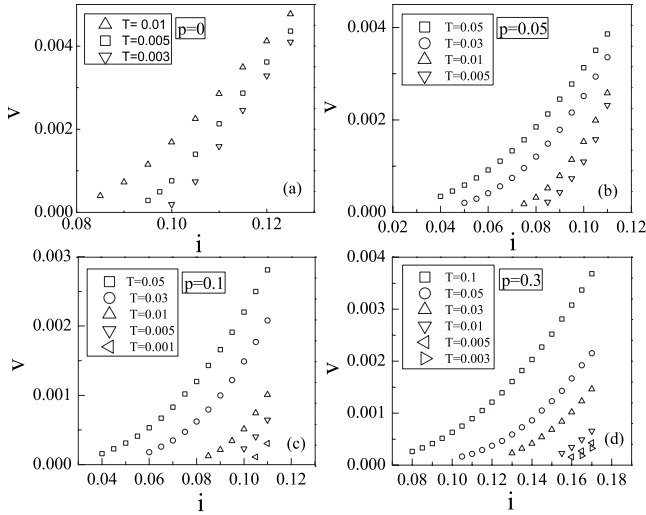 T= 0.01
T=0.005
T=0.003
p=0
0.004
0.002
0.000
v
(a)
0.08
0.10
0.12
i
T=0.05
T=0.03
T=0.01
T=0.005
p=0.05
0.004
0.002
0.000
v
(b)
0.02
0.04
0.06
0.08
0.10
0.12
i
T=0.05
T=0.03
T=0.01
T=0.005
T=0.001
p=0.1
0.003
0.002
0.001
0.000
v
(c)
0.04
0.06
0.08
0.10
0.12
i
T=0.1
T=0.05
T=0.03
T=0.01
T=0.005
T=0.003
p=0.3
0.004
0.003
0.002
0.001
0.000
v
(d)
0.08
0.10
0.12
0.14
0.16
0.18
i